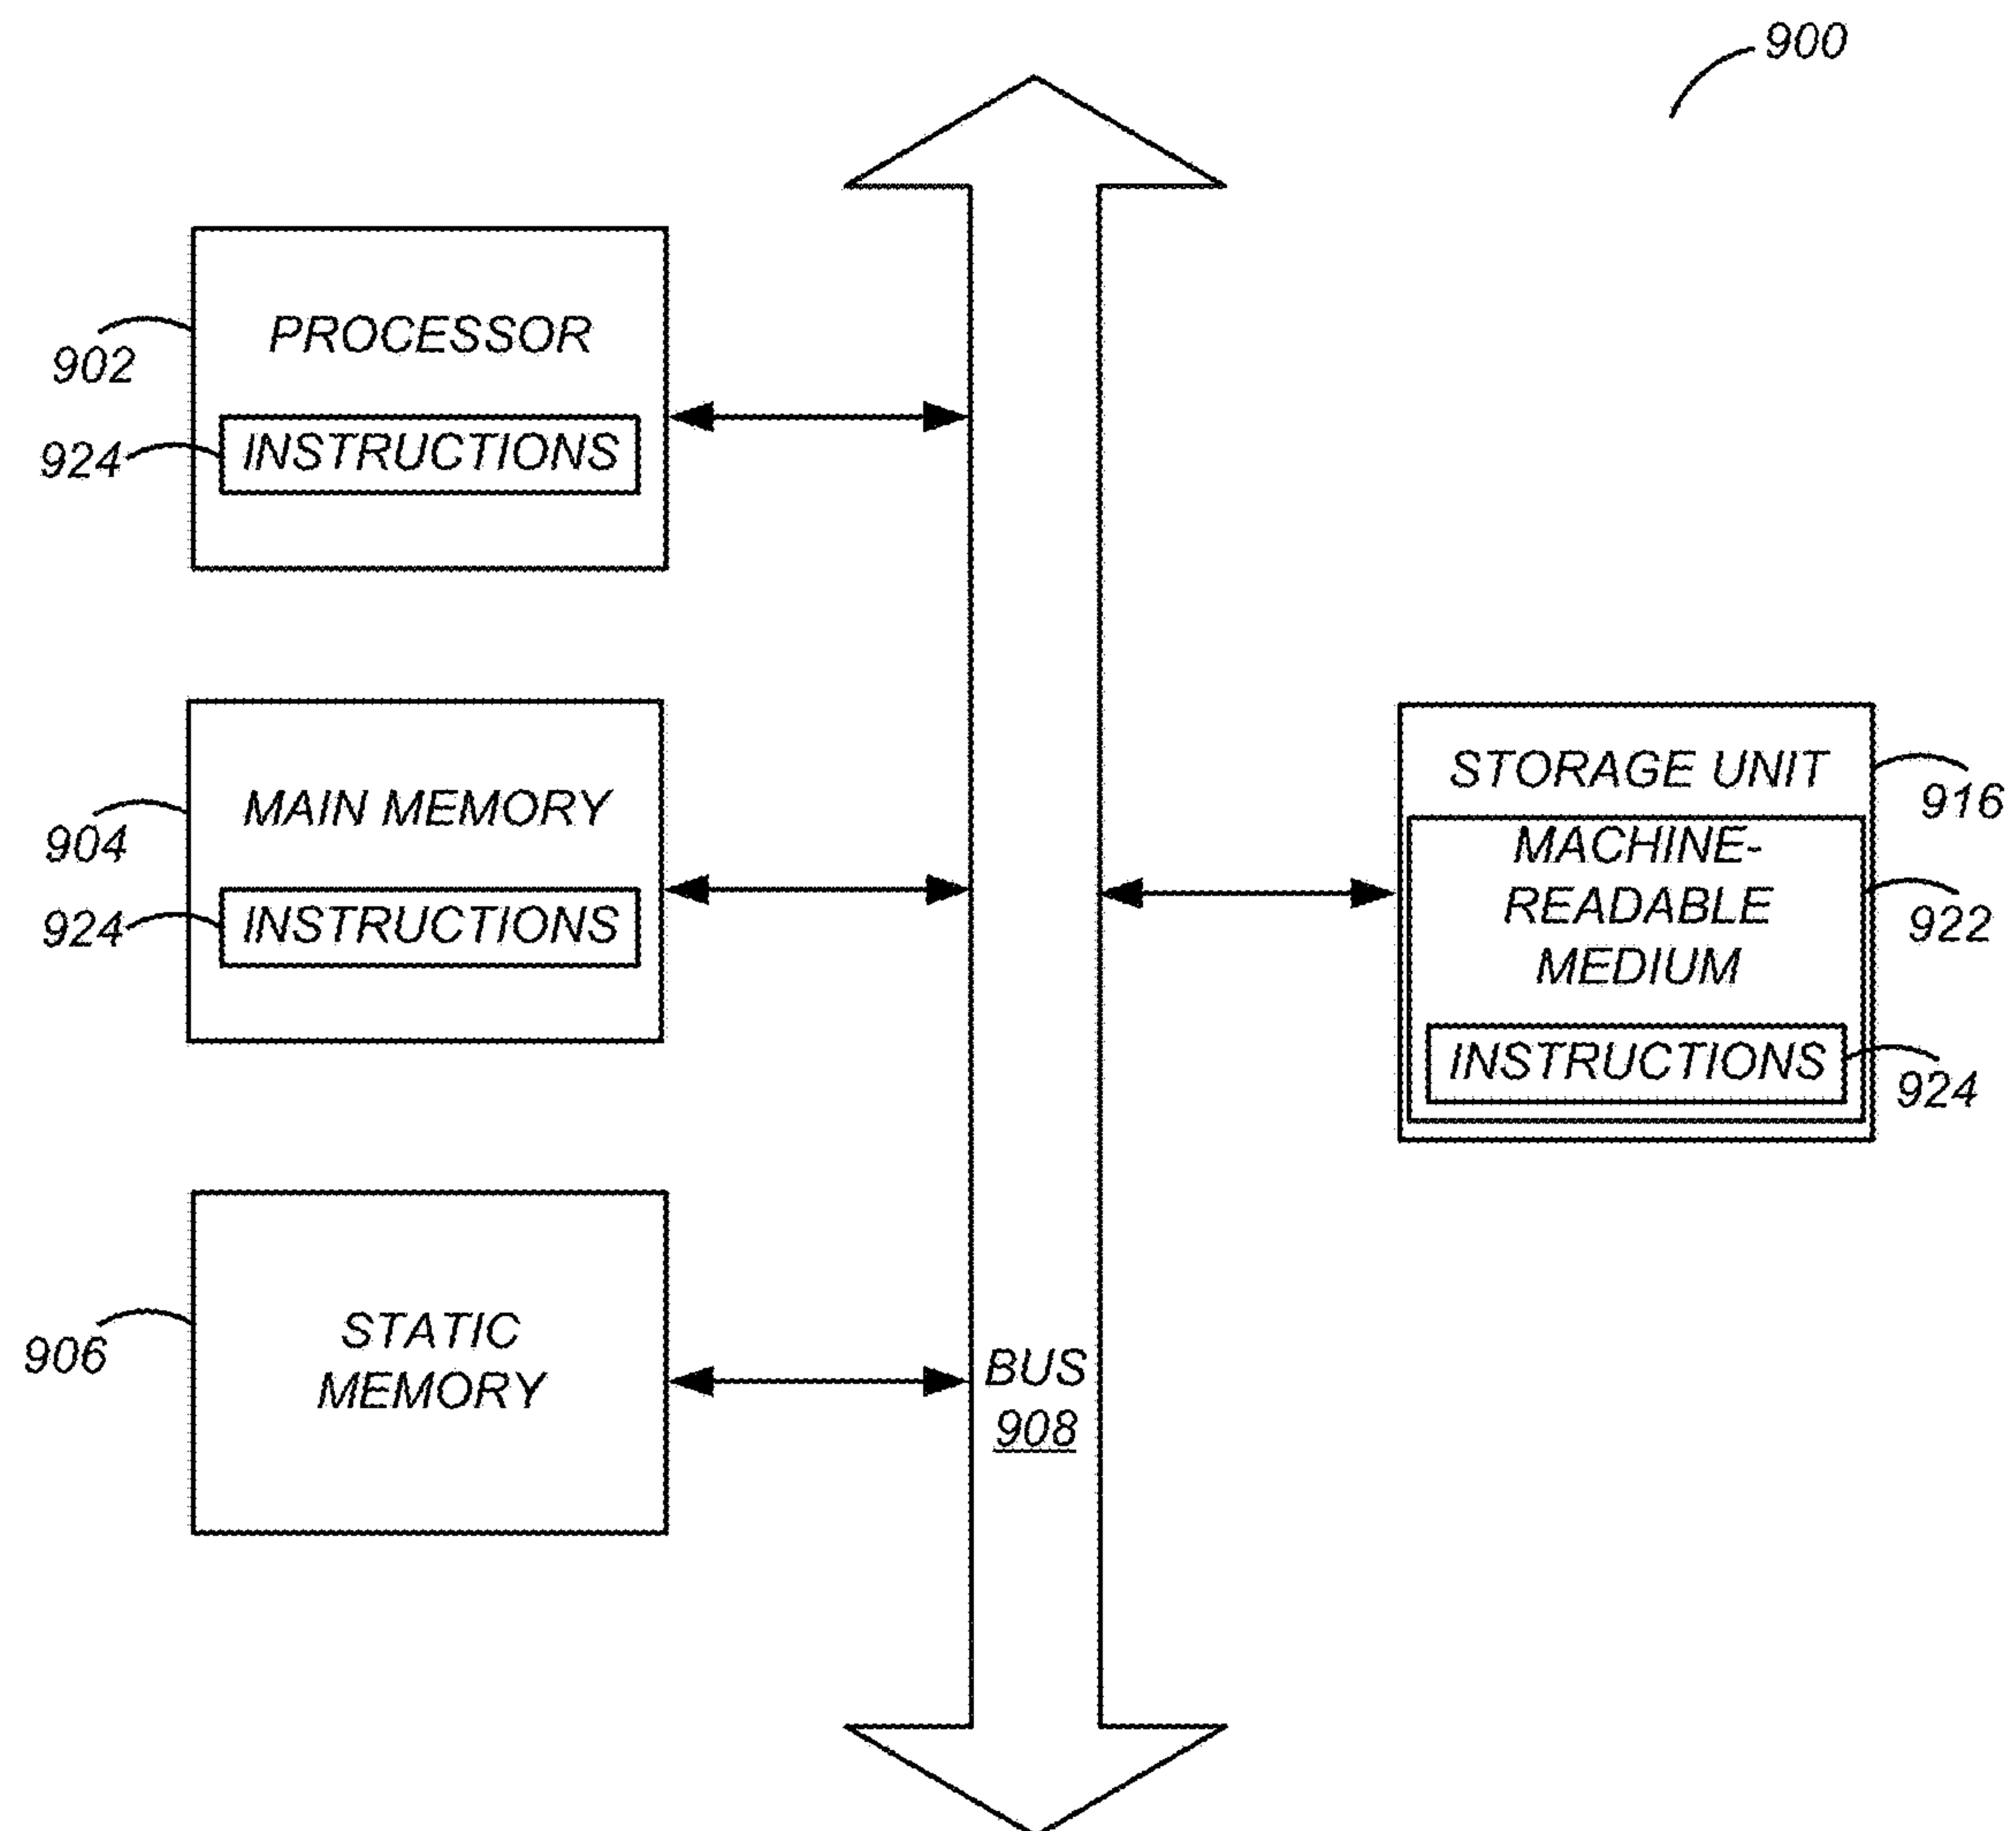 900
PROCESSOR
902
INSTRUCTIONS
924
MAIN MEMORY
904
INSTRUCTIONS
924
STORAGE UNIT
916
MACHINE-
READABLE
MEDIUM
922
INSTRUCTIONS
924
STATIC
MEMORY
906
BUS
908